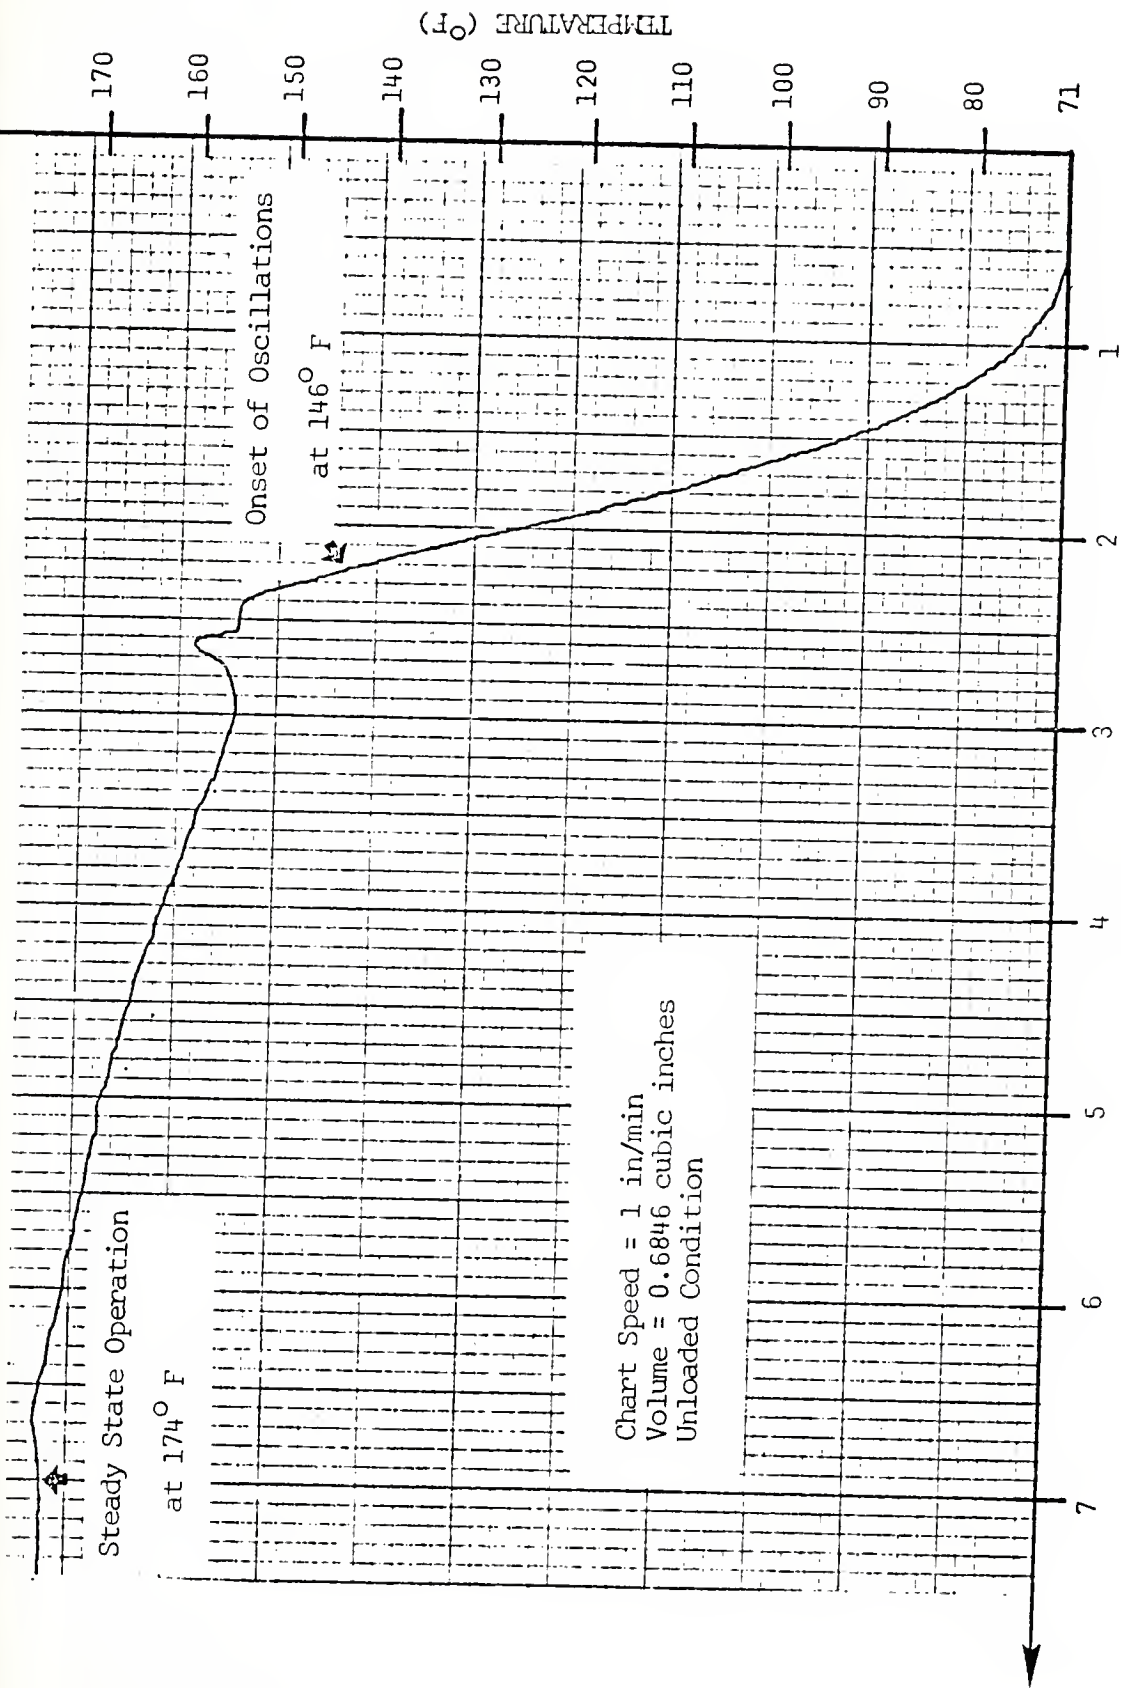 TEMPERATURE (°F)
170
160
150
140
130
120
110
100
90
80
71
Onset of Oscillations
at 146° F
Steady State Operation
at 174° F
Chart Speed = 1 in/min
Volume = 0.6846 cubic inches
Unloaded Condition
1
2
3
4
5
6
7